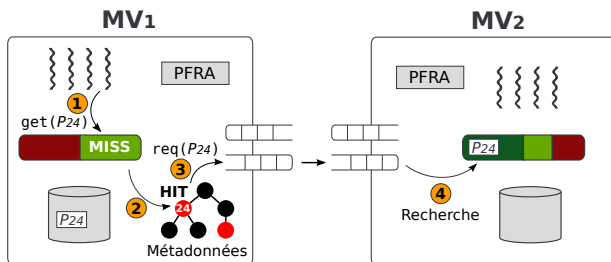 MV1
MV2
PFRA
PFRA
1
get(P24)
MISS
req(P24)
3
HIT
2
24
P24
Métadonnées
P24
4
Recherche